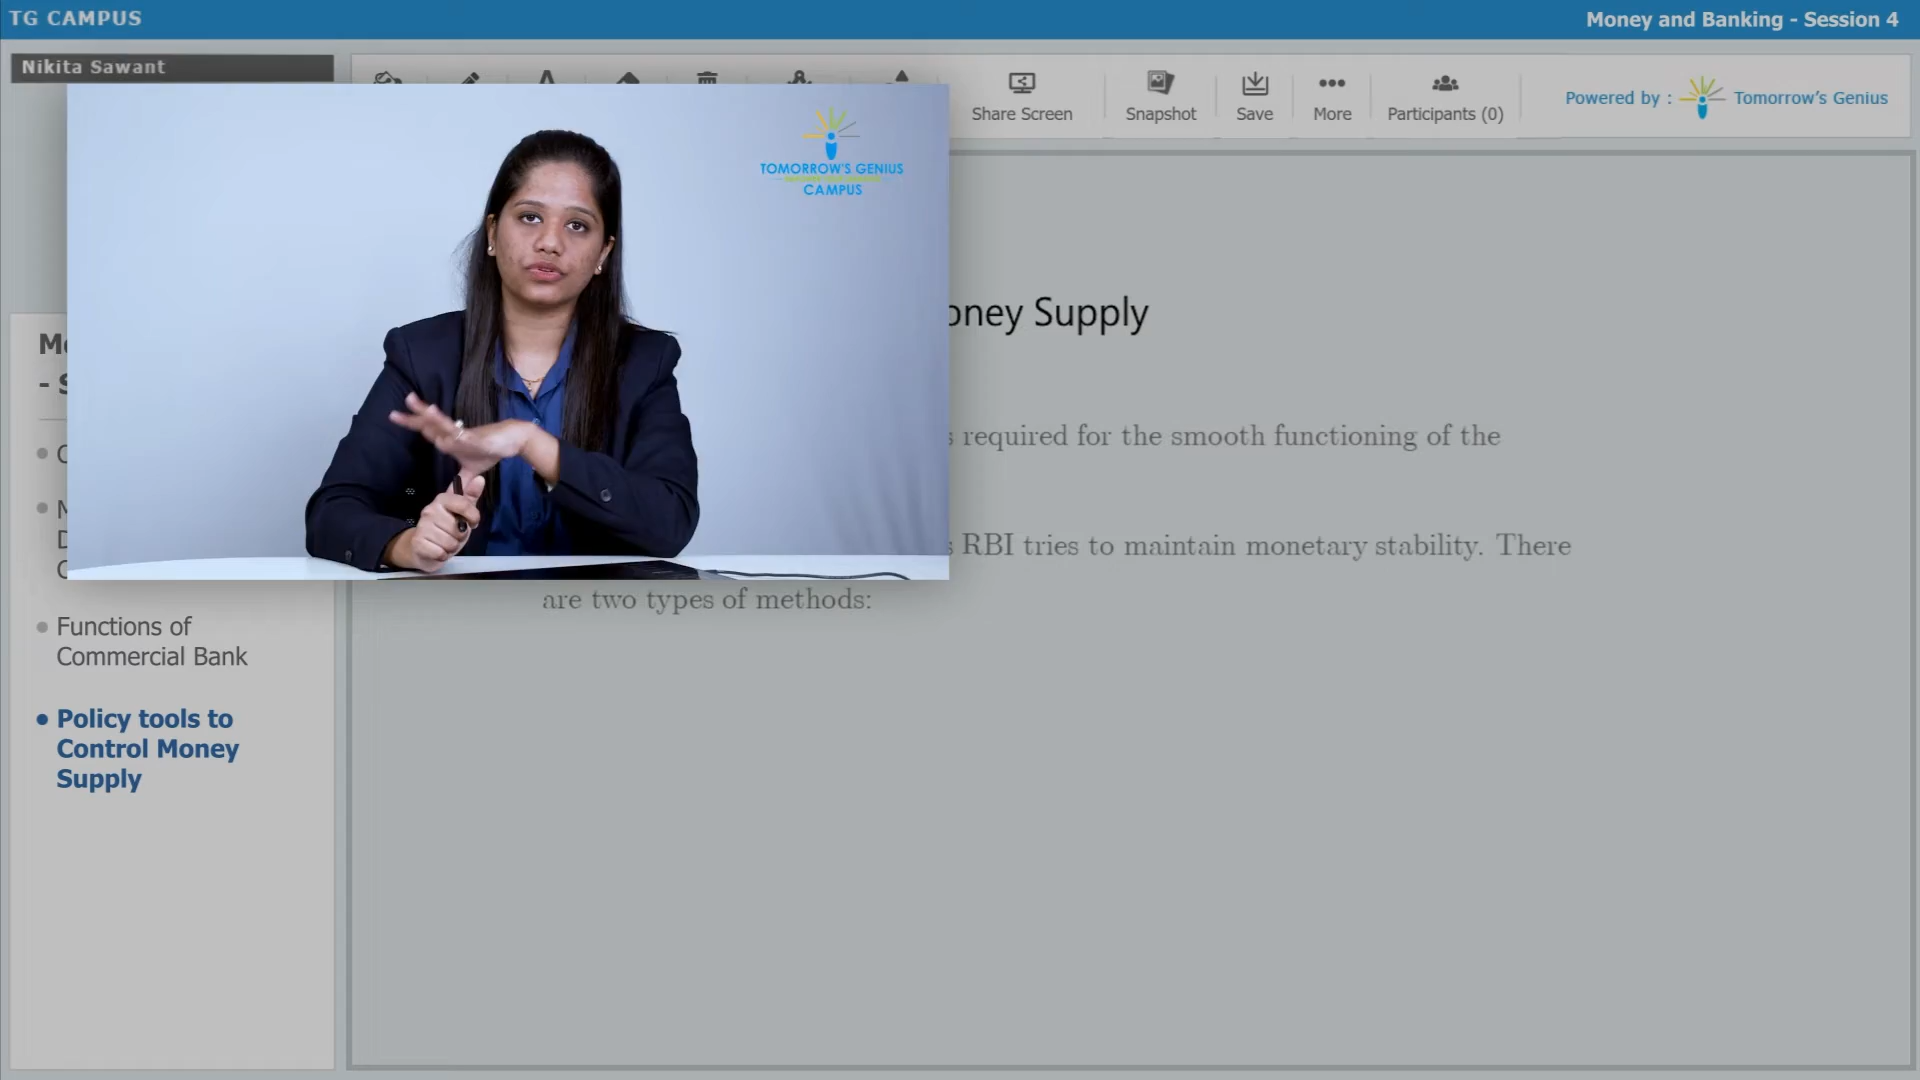 TG CAMPUS
Money and Banking - Session 4
Nikita Sawant
Share Screen
Snapshot
Save
More
Participants (0)
Powered by :
Tomorrow's Genius
TOMORROW'S GENIUS
CAMPUS
Supply
required for the smooth functioning of the
RBI tries to maintain monetary stability. There
are two types of methods:
Functions of
Commercial Bank
Policy tools to
Control Money
Supply